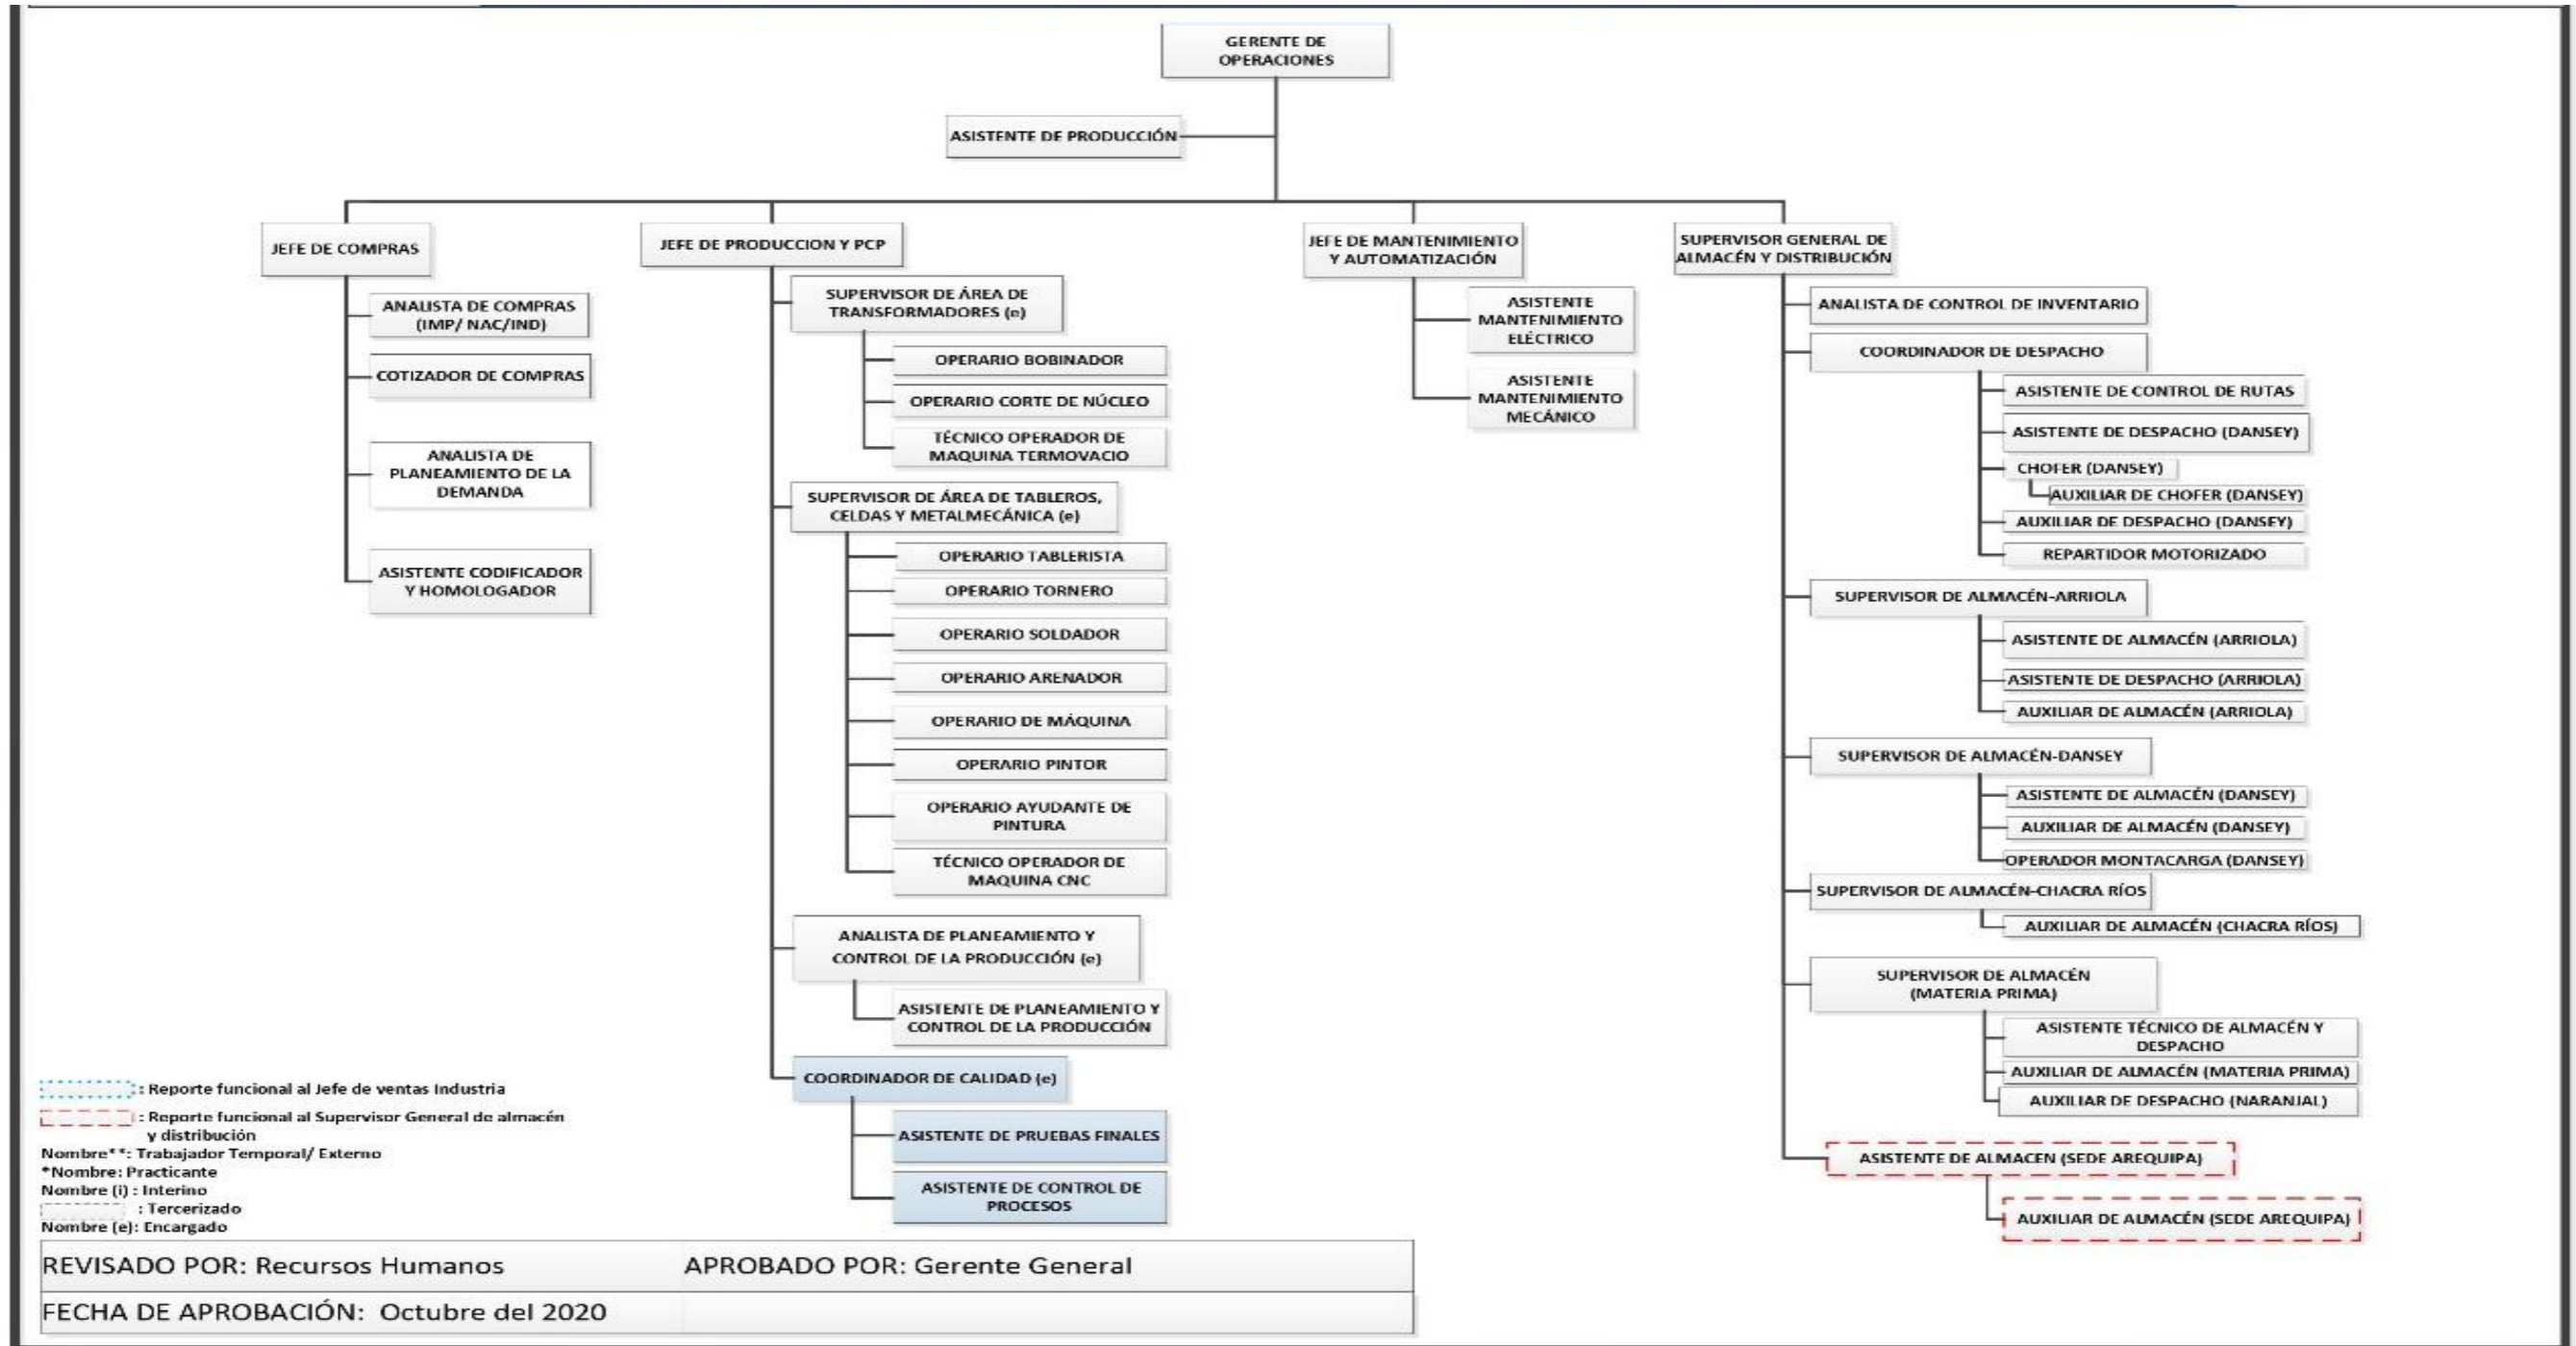 GERENTE DE
OPERACIONES
ASISTENTE DE PRODUCCIÓN
JEFE DE COMPRAS
ANALISTA DE COMPRAS
(IMP/ NAC/IND)
COTIZADOR DE COMPRAS
ANALISTA DE
PLANEAMIENTO DE LA
DEMANDA
ASISTENTE CODIFICADOR
Y HOMOLOGADOR
JEFE DE PRODUCCION Y PCP
SUPERVISOR DE ÁREA DE
TRANSFORMADORES (e)
OPERARIO BOBINADOR
OPERARIO CORTE DE NÚCLEO
TÉCNICO OPERADOR DE
MAQUINA TERMOVACIO
SUPERVISOR DE ÁREA DE TABLEROS,
CELDAS Y METALMECÁNICA (e)
OPERARIO TABLERISTA
OPERARIO TORNERO
OPERARIO SOLDADOR
OPERARIO ARENADOR
OPERARIO DE MÁQUINA
OPERARIO PINTOR
OPERARIO AYUDANTE DE
PINTURA
TÉCNICO OPERADOR DE
MAQUINA CNC
ANALISTA DE PLANEAMIENTO Y
CONTROL DE LA PRODUCCIÓN (e)
ASISTENTE DE PLANEAMIENTO Y
CONTROL DE LA PRODUCCIÓN
COORDINADOR DE CALIDAD (e)
ASISTENTE DE PRUEBAS FINALES
ASISTENTE DE CONTROL DE
PROCESOS
JEFE DE MANTENIMIENTO
Y AUTOMATIZACIÓN
ASISTENTE
MANTENIMIENTO
ELÉCTRICO
ASISTENTE
MANTENIMIENTO
MECÁNICO
SUPERVISOR GENERAL DE
ALMACÉN Y DISTRIBUCIÓN
ANALISTA DE CONTROL DE INVENTARIO
COORDINADOR DE DESPACHO
ASISTENTE DE CONTROL DE RUTAS
ASISTENTE DE DESPACHO (DANSEY)
CHOFER (DANSEY)
AUXILIAR DE CHOFER (DANSEY)
AUXILIAR DE DESPACHO (DANSEY)
REPARTIDOR MOTORIZADO
SUPERVISOR DE ALMACÉN-ARRIOLA
ASISTENTE DE ALMACÉN (ARRIOLA)
ASISTENTE DE DESPACHO (ARRIOLA)
AUXILIAR DE ALMACÉN (ARRIOLA)
SUPERVISOR DE ALMACÉN-DANSEY
ASISTENTE DE ALMACÉN (DANSEY)
AUXILIAR DE ALMACÉN (DANSEY)
OPERADOR MONTACARGA (DANSEY)
SUPERVISOR DE ALMACÉN-CHACRA RÍOS
AUXILIAR DE ALMACÉN (CHACRA RÍOS)
SUPERVISOR DE ALMACÉN
(MATERIA PRIMA)
ASISTENTE TÉCNICO DE ALMACÉN Y
DESPACHO
AUXILIAR DE ALMACÉN (MATERIA PRIMA)
AUXILIAR DE DESPACHO (NARANJAL)
ASISTENTE DE ALMACEN (SEDE AREQUIPA)
AUXILIAR DE ALMACÉN (SEDE AREQUIPA)
: Reporte funcional al Jefe de ventas Industria
: Reporte funcional al Supervisor General de almacén
y distribución
Nombre**: Trabajador Temporal/ Externo
*Nombre: Practicante
Nombre (i) : Interino
: Tercerizado
Nombre (e): Encargado
REVISADO POR: Recursos Humanos
APROBADO POR: Gerente General
FECHA DE APROBACIÓN: Octubre del 2020